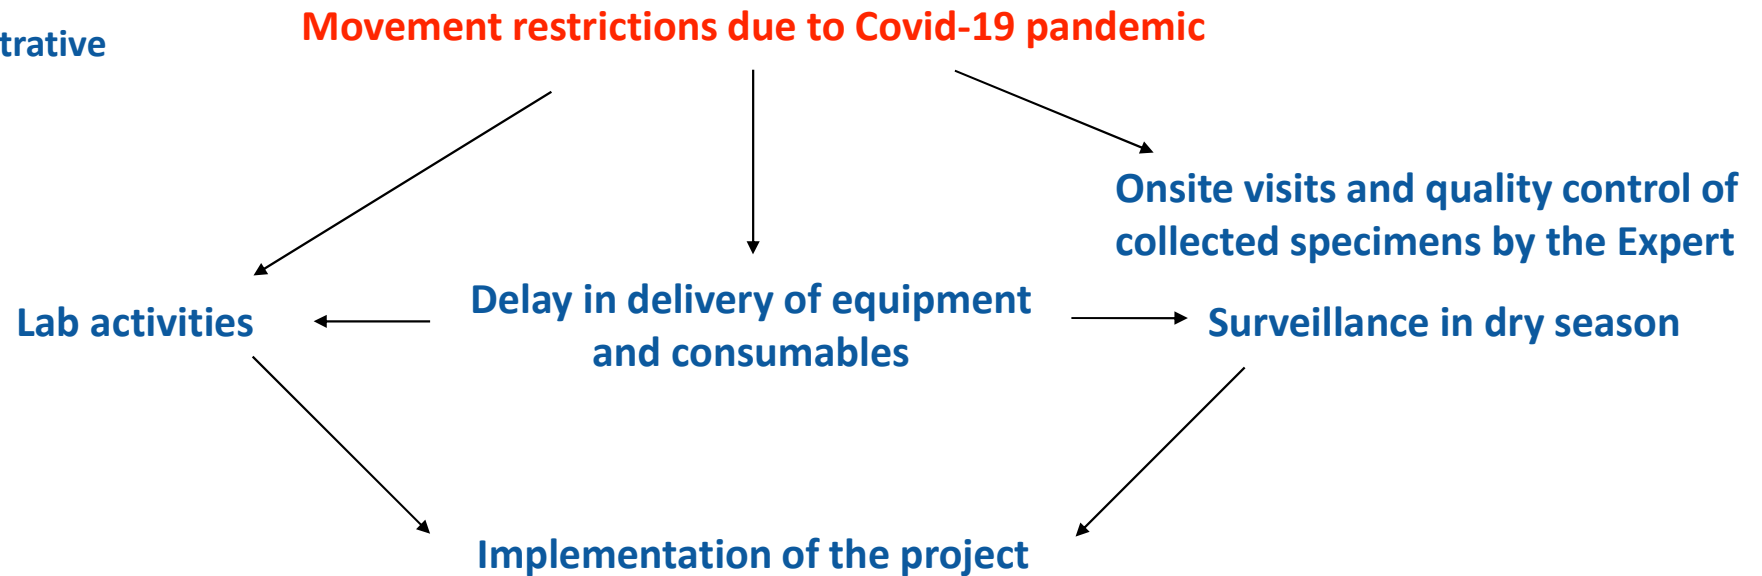 Movement restrictions due to Covid-19 pandemic
trative
Onsite visits and quality control of
collected specimens by the Expert
Lab activities
Delay in delivery of equipment
and consumables
Surveillance in dry season
Implementation of the project